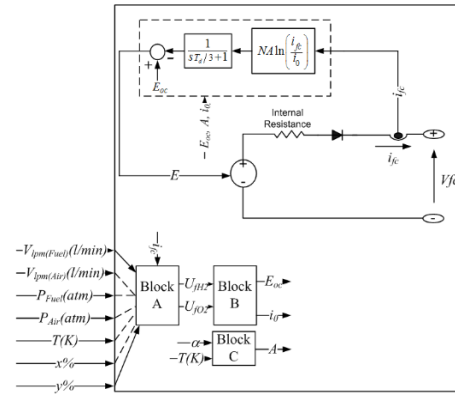 1
sT_d/3+1
NA ln(i_fc/i_0)
+
-
E_oc
- E_oc, A, i_0
i_fc
Internal
Resistance
E
+
-
i_fc
+
Vfc
-
i_fc
-V_lpm(Fuel)(l/min)
-V_lpm(Air)(l/min)
P_Fuel(atm)
P_Air(atm)
T(K)
x%
y%
Block
A
U_fH2
U_fO2
Block
B
E_oc
i_0
α
-T(K)
Block
C
A